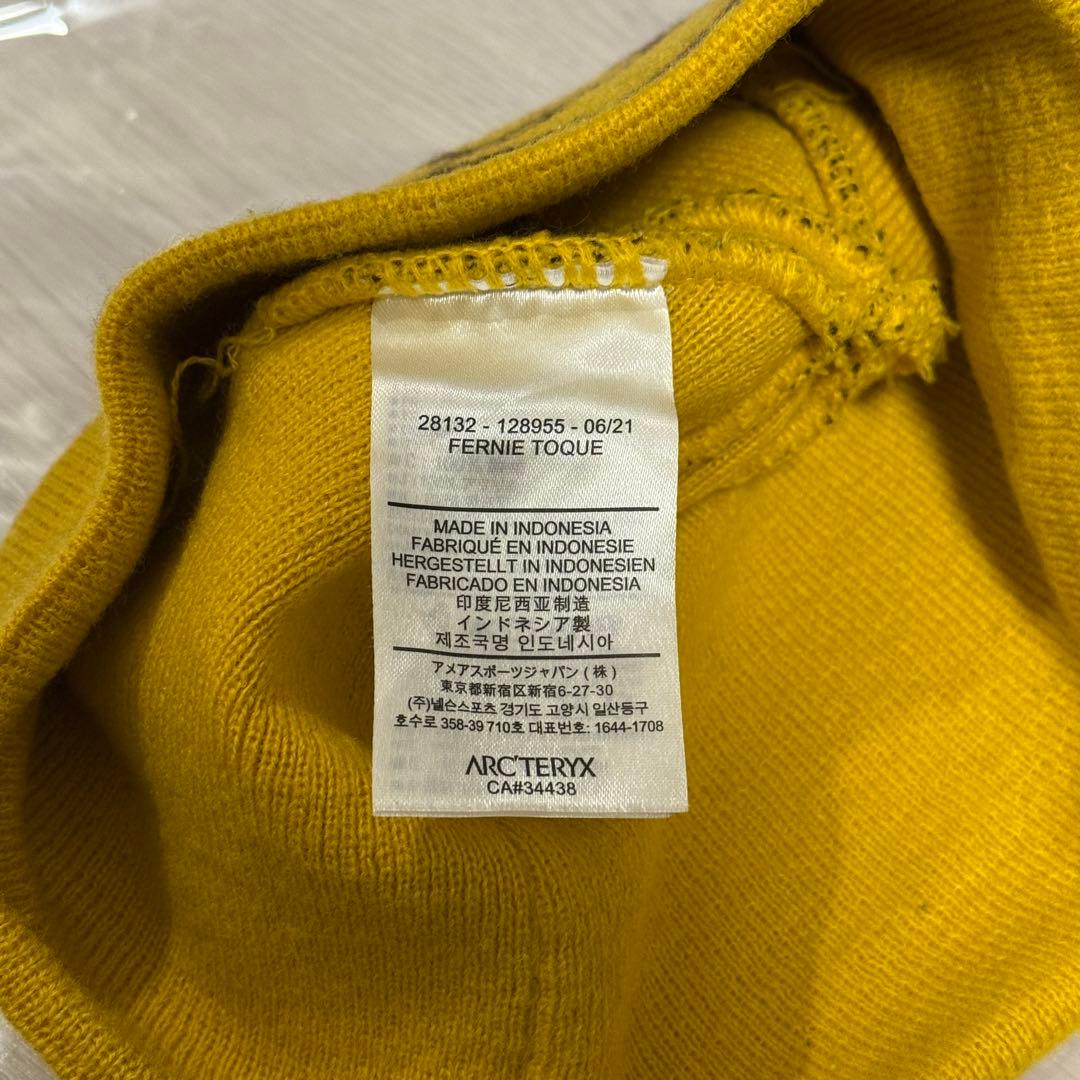 28132 - 128955 - 06/21
FERNIE TOQUE
MADE IN INDONESIA
FABRIQUÉ EN INDONESIE
HERGESTELLT IN INDONESIEN
FABRICADO EN INDONESIA
印度尼西亚制造
インドネシア製
제조국명 인도네시아
アメアスポーツジャパン(株)
東京都新宿区新宿6-27-30
(주)넬슨스포츠 경기도 고양시 일산동구
호수로 358-39 710호 대표번호: 1644-1708
ARC'TERYX
CA#34438